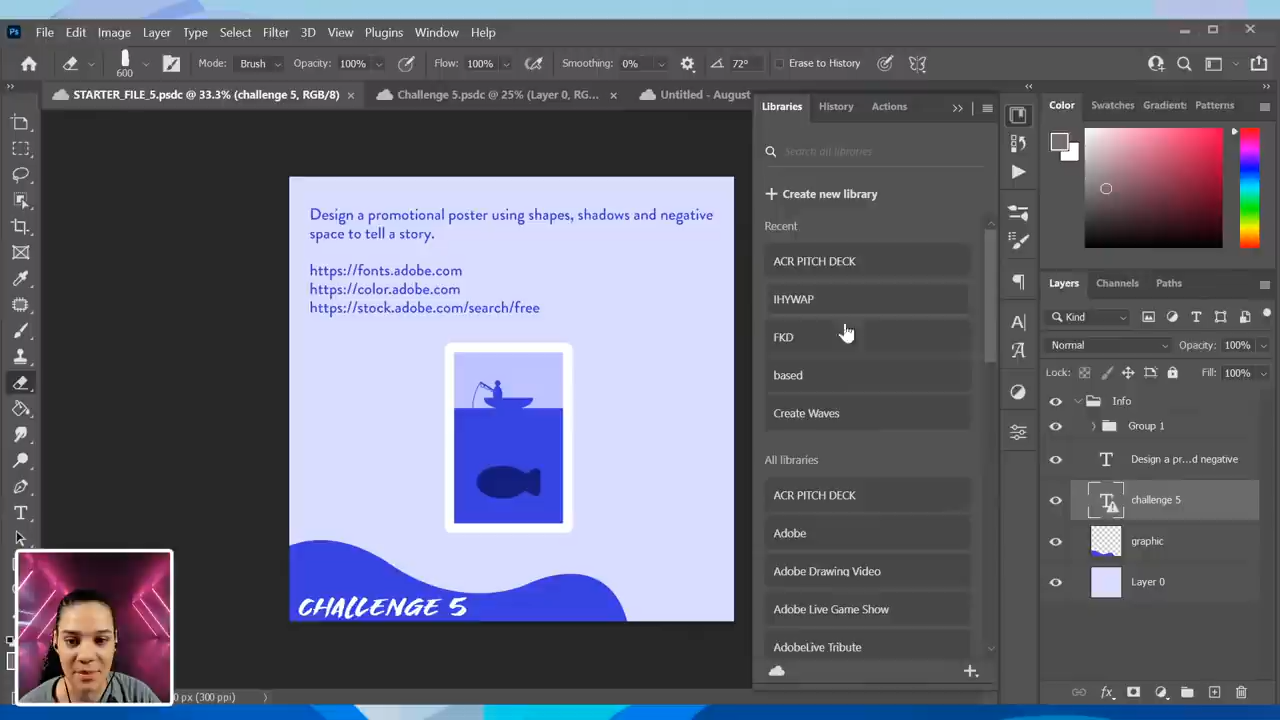 Ps File Edit Image Layer Type Select Filter 3D View Plugins Window Help
600 Mode: Brush Opacity: 100% Flow: 100% Smoothing: 0% 72° Erase to History
STARTER_FILE_5.psdc @ 33.3% (challenge 5, RGB/8) × Challenge 5.psdc @ 25% (Layer 0, RG... × Untitled - August
Libraries History Actions
Search all libraries
+ Create new library
Recent
ACR PITCH DECK
IHYWAP
FKD
based
Create Waves
All libraries
ACR PITCH DECK
Adobe
Adobe Drawing Video
Adobe Live Game Show
AdobeLive Tribute
Color Swatches Gradients Patterns
Layers Channels Paths
Kind
Normal Opacity: 100%
Lock: Fill: 100%
Info
Group 1
Design a pr...d negative
challenge 5
graphic
Layer 0
Design a promotional poster using shapes, shadows and negative
space to tell a story.
https://fonts.adobe.com
https://color.adobe.com
https://stock.adobe.com/search/free
CHALLENGE 5
0 px (300 ppi)